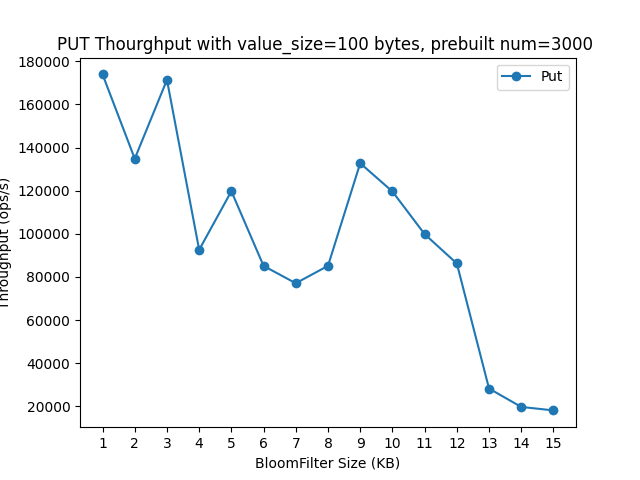 PUT Thourghput with value_size=100 bytes, prebuilt num=3000
Put
Throughput (ops/s)
180000
160000
140000
120000
100000
80000
60000
40000
20000
1 2 3 4 5 6 7 8 9 10 11 12 13 14 15
BloomFilter Size (KB)